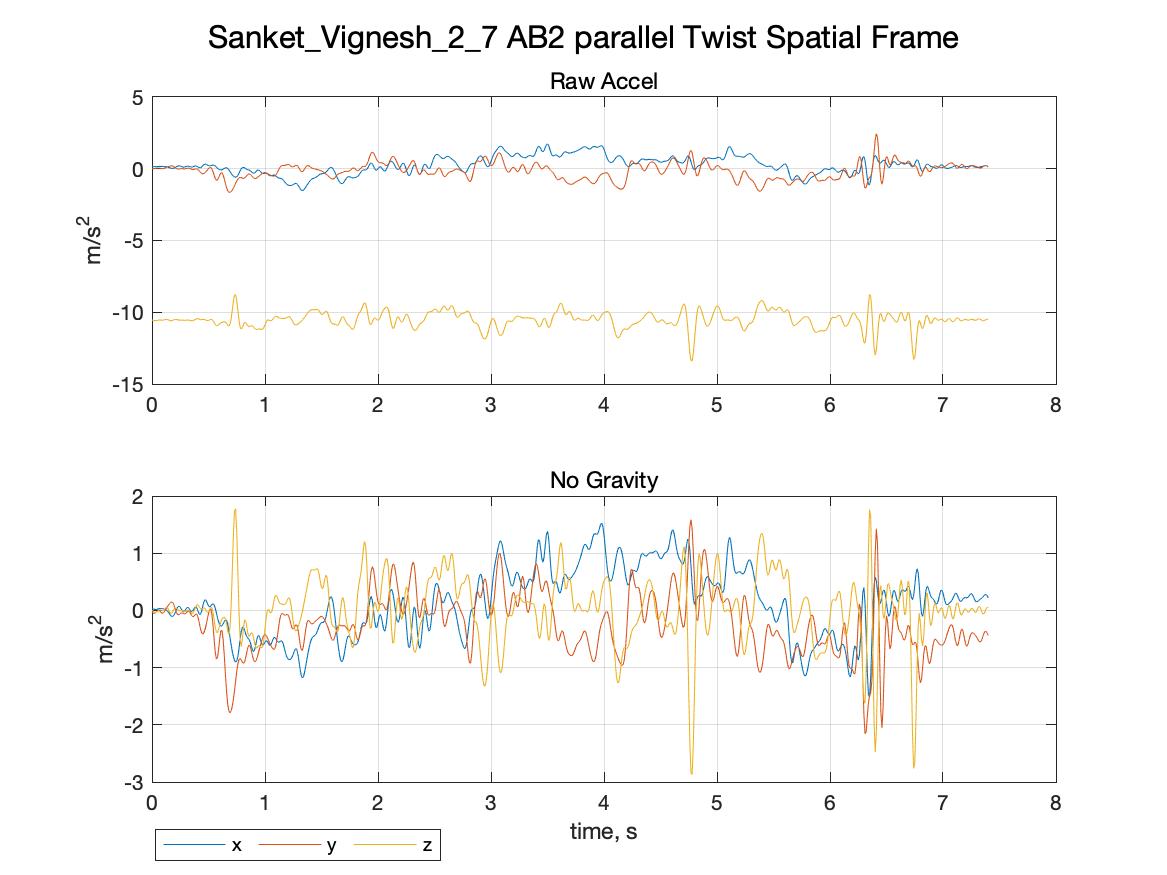 Sanket_Vignesh_2_7 AB2 parallel Twist Spatial Frame
Raw Accel
5
0
-5
-10
-15
m/s2
0 1 2 3 4 5 6 7 8
No Gravity
2
1
0
-1
-2
-3
m/s2
0 1 2 3 4 5 6 7 8
time, s
x y z